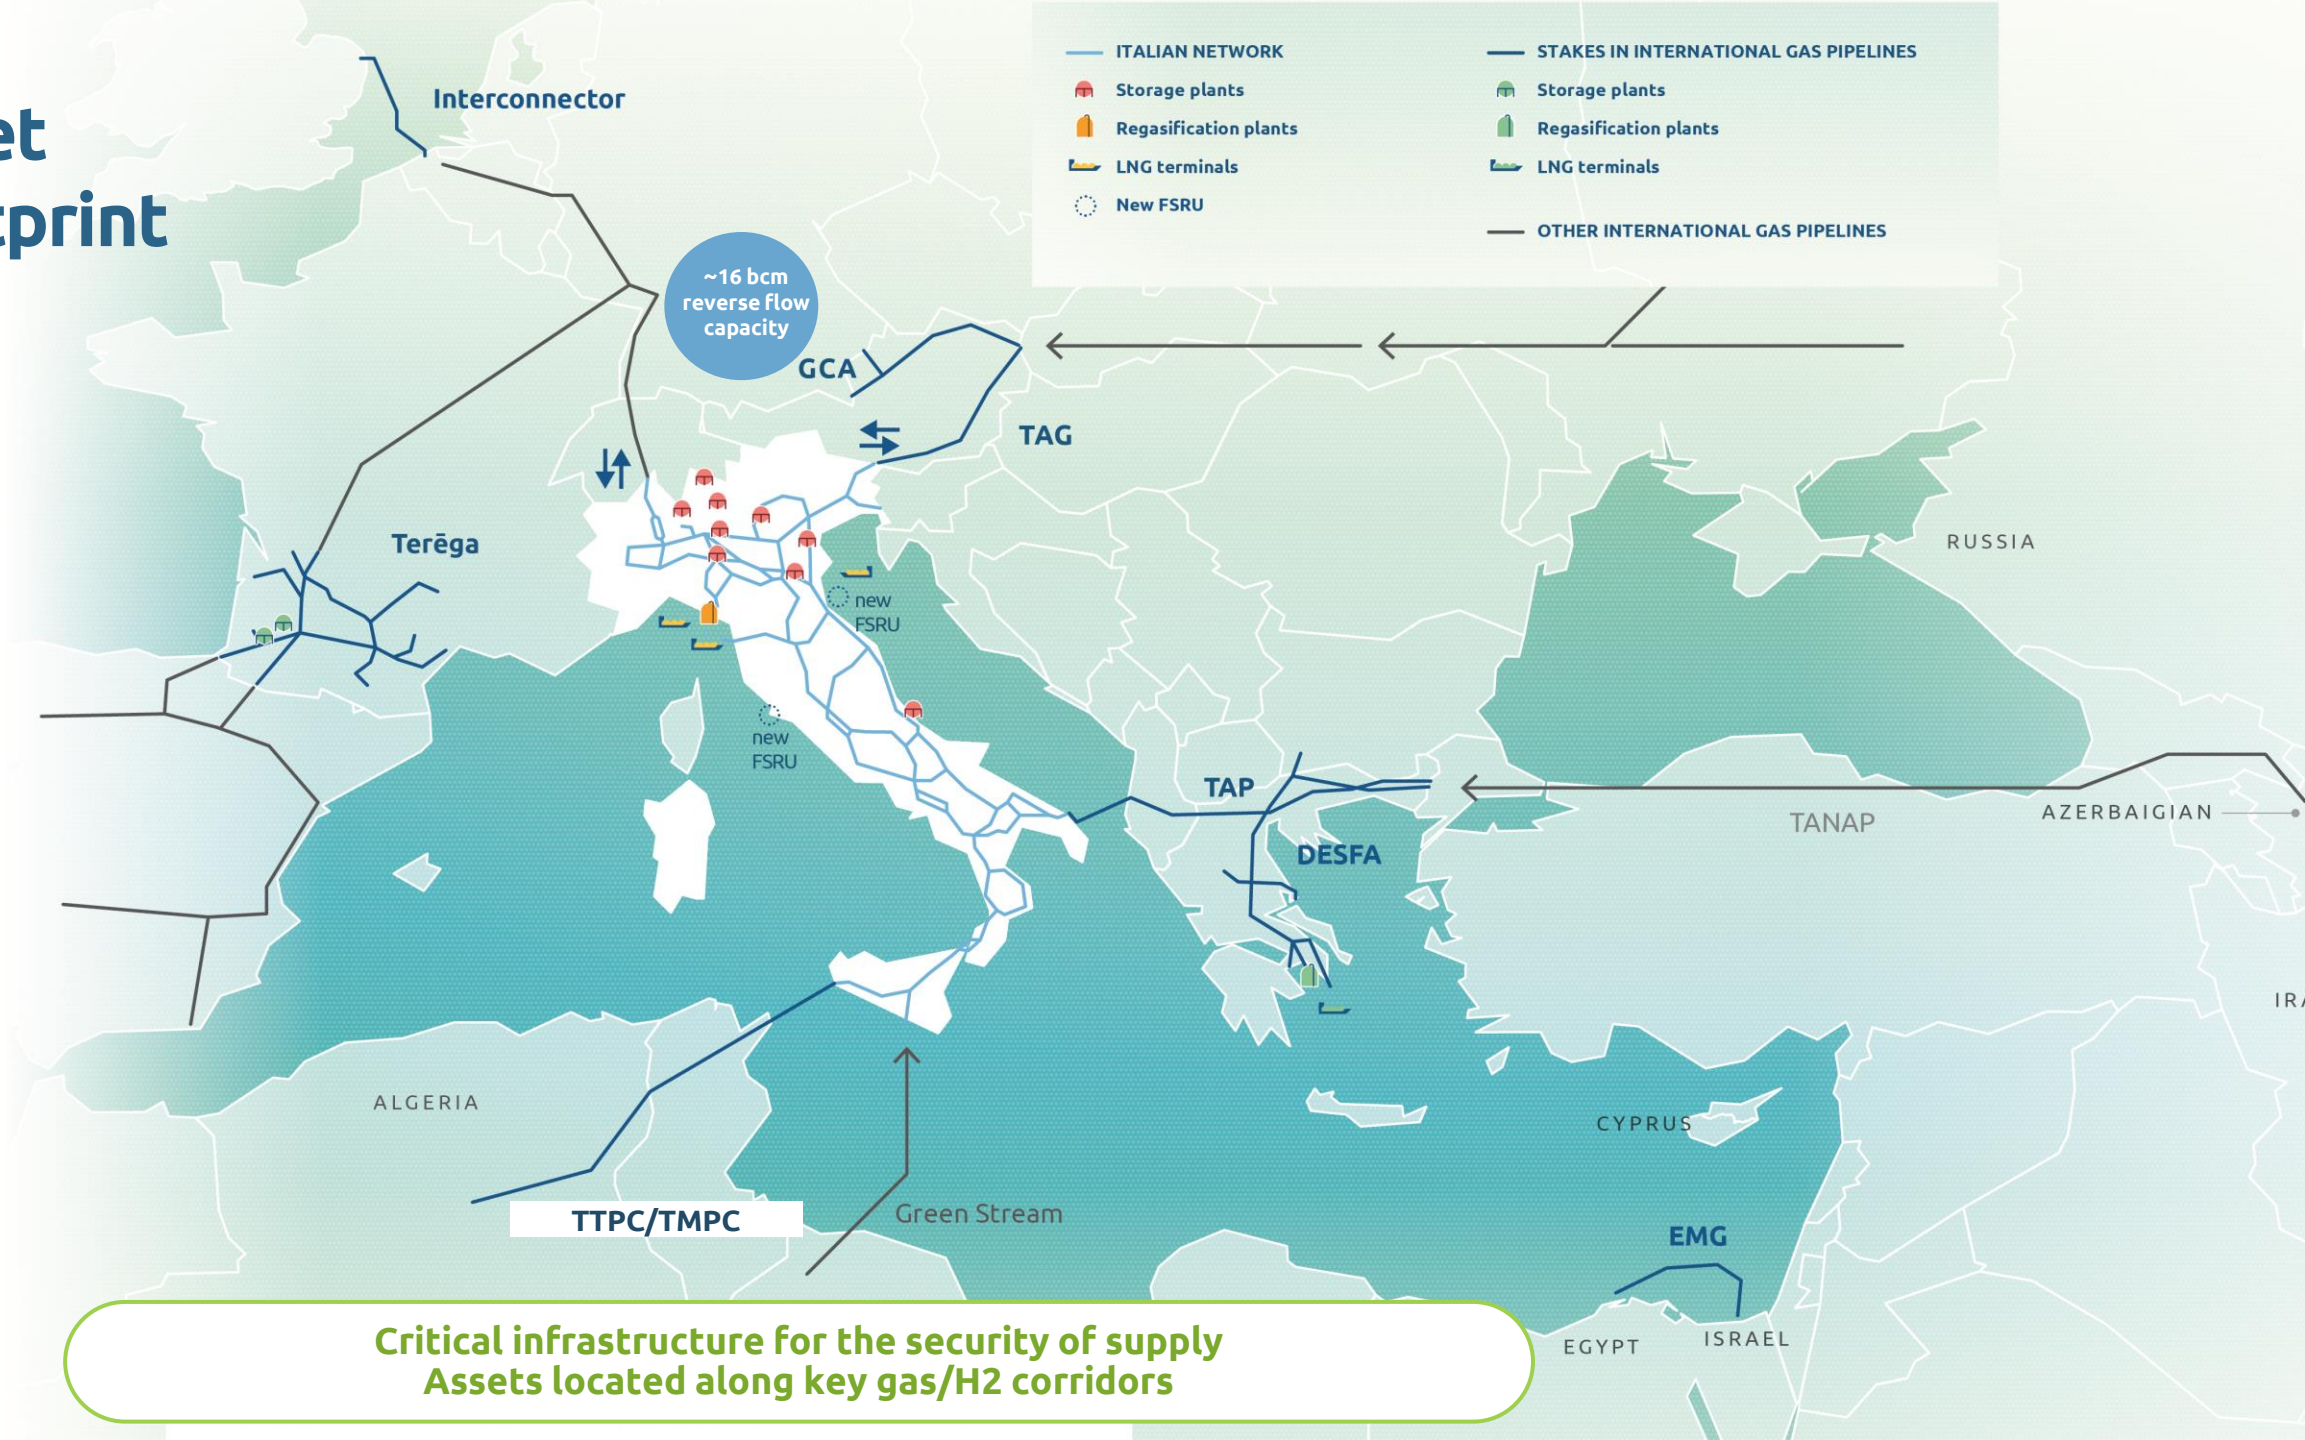 et
tprint
ITALIAN NETWORK
Storage plants
Regasification plants
LNG terminals
New FSRU
STAKES IN INTERNATIONAL GAS PIPELINES
Storage plants
Regasification plants
LNG terminals
OTHER INTERNATIONAL GAS PIPELINES
Interconnector
~16 bcm
reverse flow
capacity
GCA
TAG
Terēga
RUSSIA
new
FSRU
new
FSRU
TAP
TANAP
AZERBAIGIAN
DESFA
IRA
ALGERIA
CYPRUS
TTPC/TMPC
Green Stream
EMG
EGYPT
ISRAEL
Critical infrastructure for the security of supply
Assets located along key gas/H2 corridors